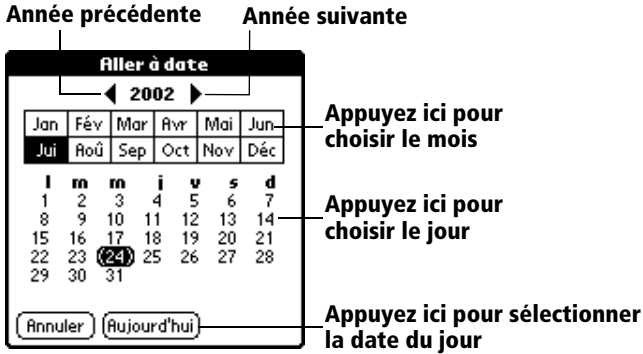 Année précédente
Année suivante
Aller à date
2002
Jan Fév Mar Avr Mai Jun
Jui Aoû Sep Oct Nov Déc
Appuyez ici pour
choisir le mois
l m m j v s d
1 2 3 4 5 6 7
8 9 10 11 12 13 14
15 16 17 18 19 20 21
22 23 24 25 26 27 28
29 30 31
Appuyez ici pour
choisir le jour
Annuler Aujourd'hui
Appuyez ici pour sélectionner
la date du jour